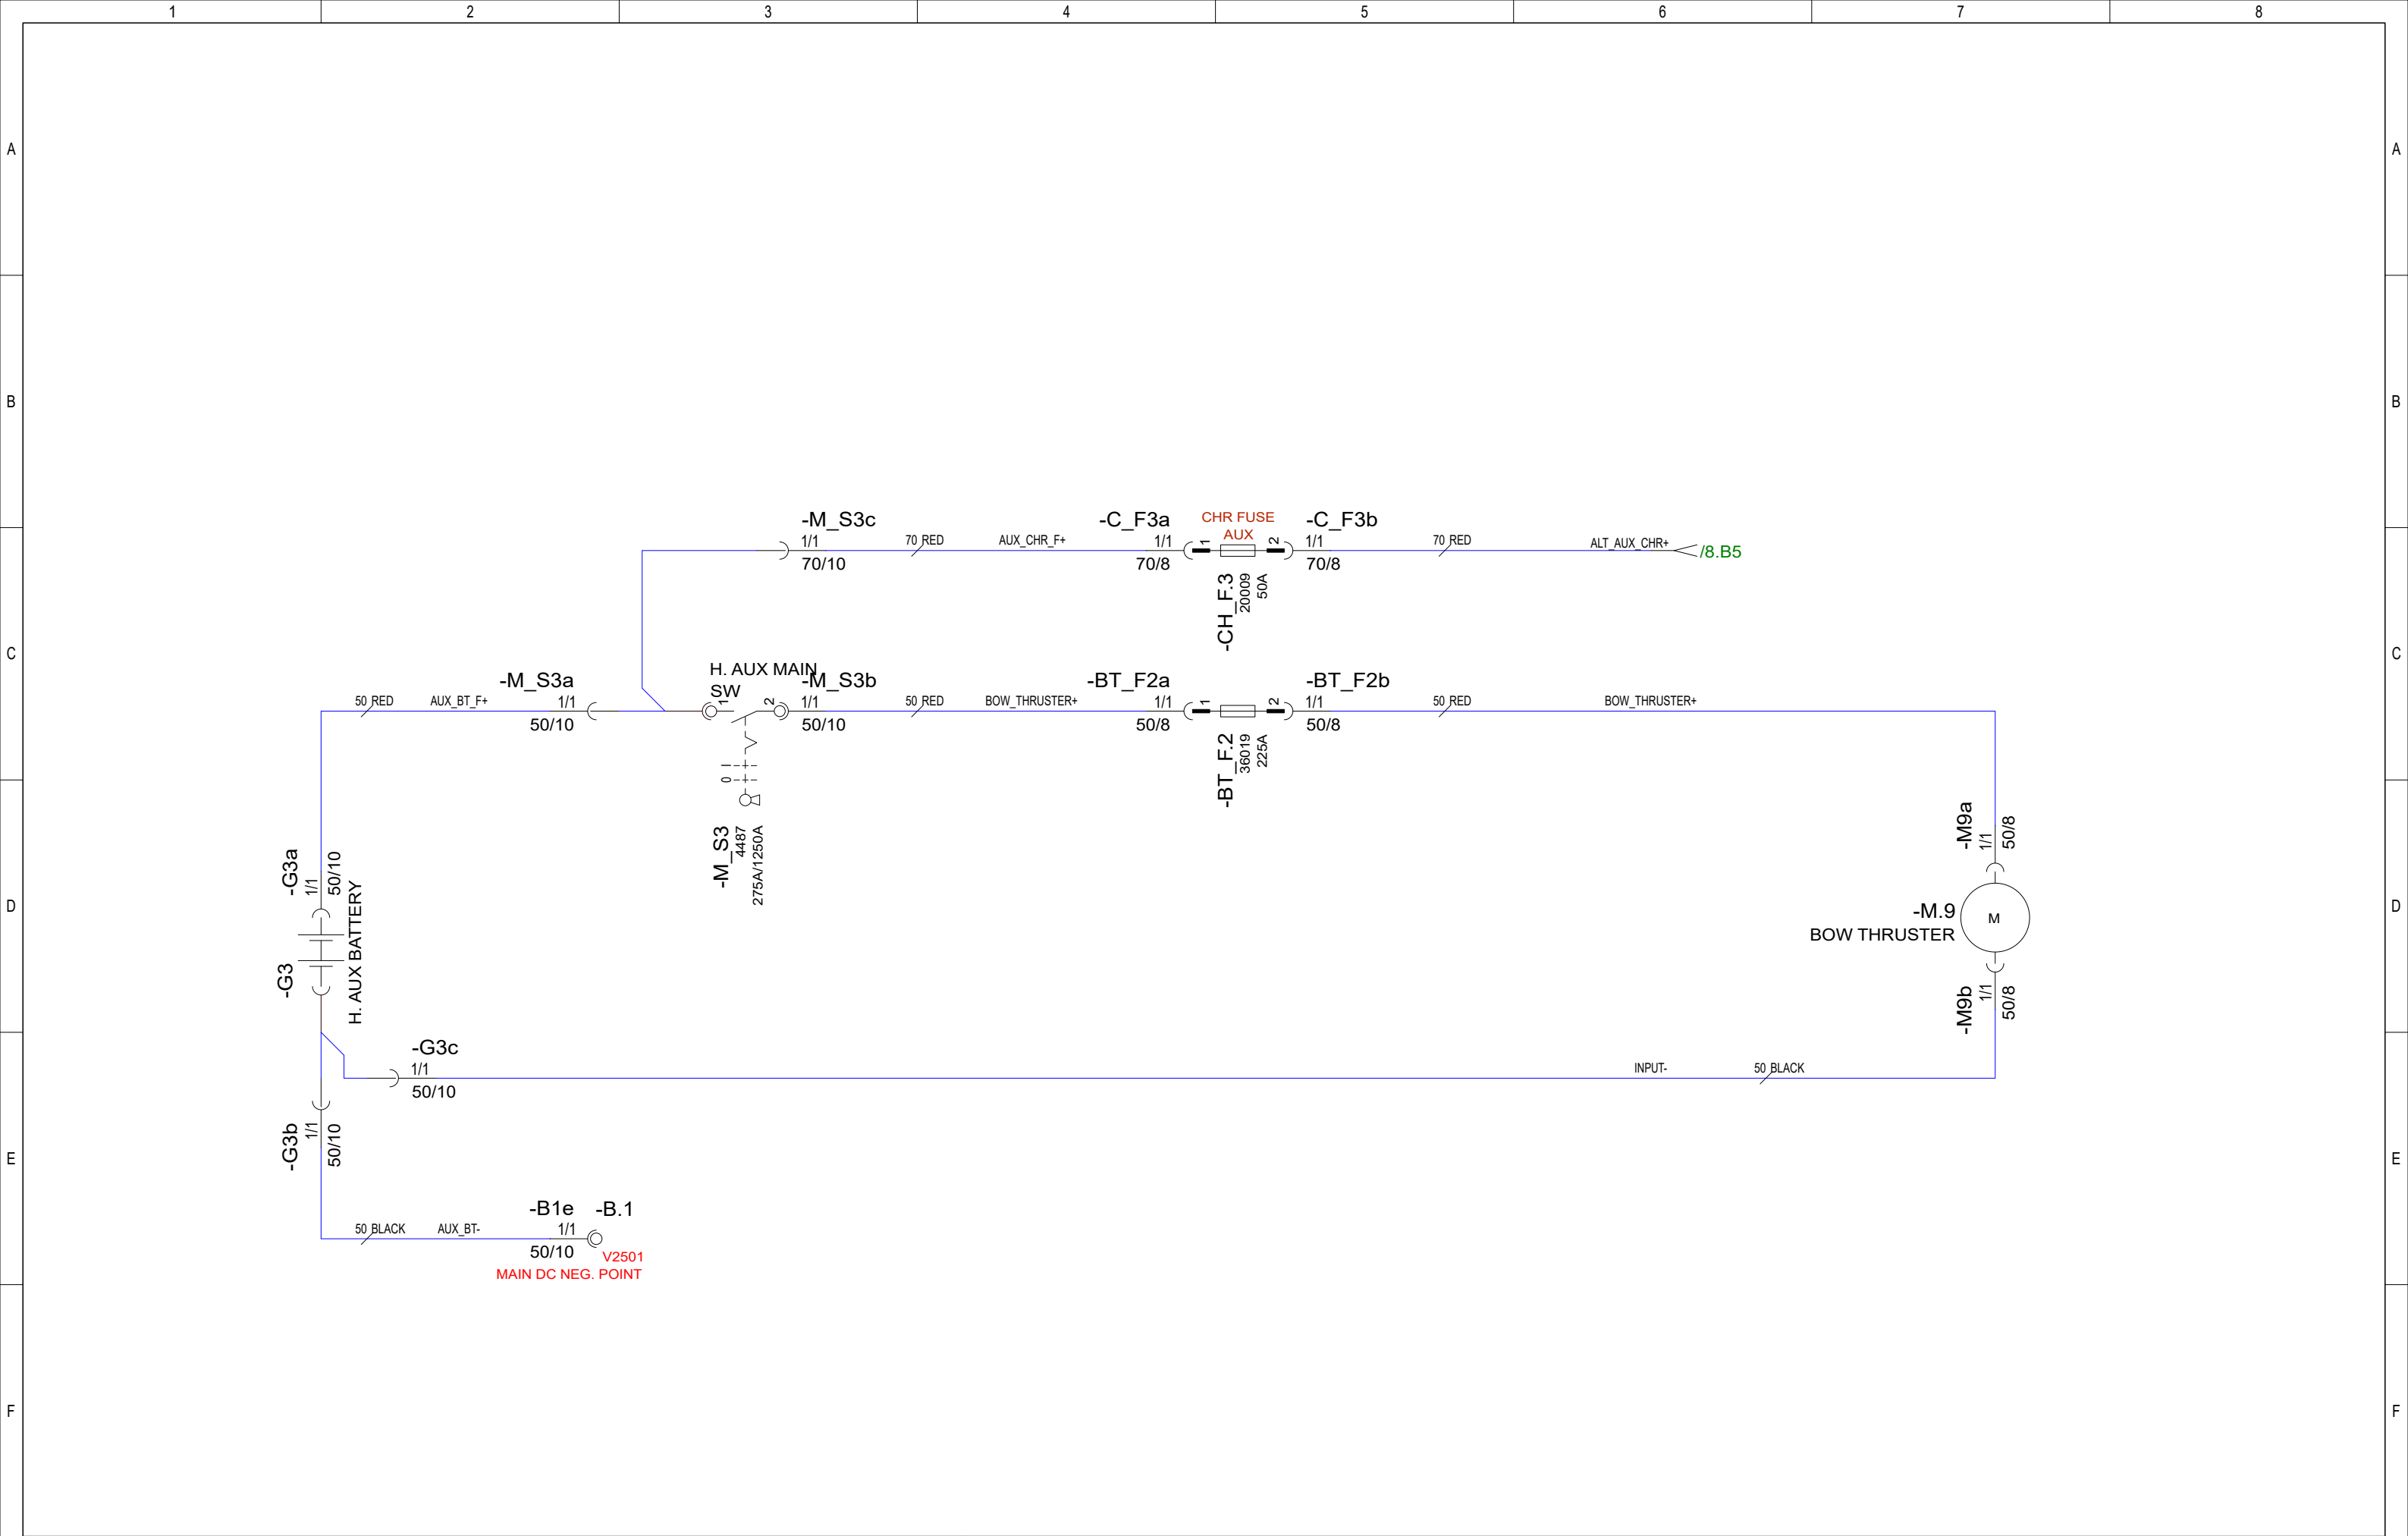 1 2 3 4 5 6 7 8
A A
B B
-M_S3c -C_F3a CHR FUSE -C_F3b
AUX
1/1 70 RED AUX_CHR_F+ 1/1 1 2 1/1 70 RED ALT_AUX_CHR+ /8.B5
70/10 70/8 70/8
-CH_F.3
20009
50A
C C
H. AUX MAIN
SW
-M_S3a -M_S3b -BT_F2a -BT_F2b
50 RED AUX_BT_F+ 1/1 1 2 1/1 50 RED BOW_THRUSTER+ 1/1 1 2 1/1 50 RED BOW_THRUSTER+
50/10 50/10 50/8 50/8
0 I
-M_S3
4487
275A/1250A
-BT_F.2
36019
225A
-G3a
1/1
50/10
-M9a
1/1
50/8
D D
-G3
H. AUX BATTERY
-M.9 M
BOW THRUSTER
-M9b
1/1
50/8
-G3c
1/1 INPUT- 50 BLACK
50/10
-G3b
1/1
50/10
E E
-B1e -B.1
50 BLACK AUX_BT- 1/1
50/10 V2501
MAIN DC NEG. POINT
F F